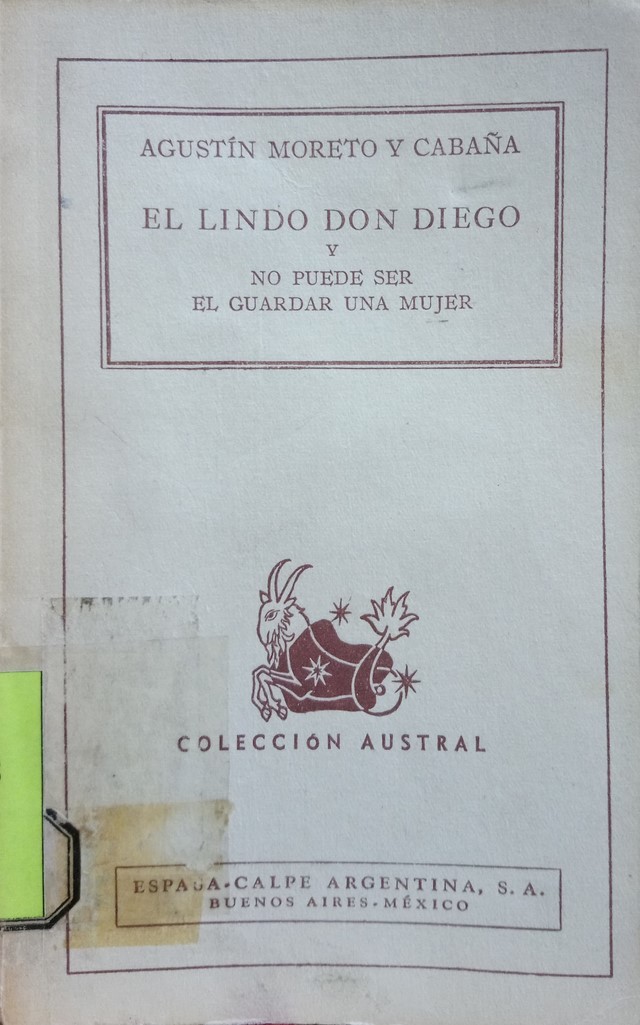 AGUSTÍN MORETO Y CABAÑA
EL LINDO DON DIEGO
Y
NO PUEDE SER
EL GUARDAR UNA MUJER
COLECCIÓN AUSTRAL
ESPASA-CALPE ARGENTINA, S. A.
BUENOS AIRES-MÉXICO